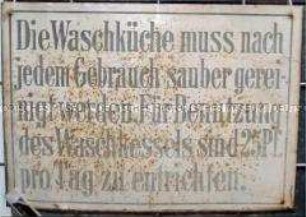 Die Waschküche muss nach
jedem Gebrauch sauber gerei-
nigt werden. Für Benutzung
des Waschkessels sind 25 Pf.
pro Tag zu entrichten.